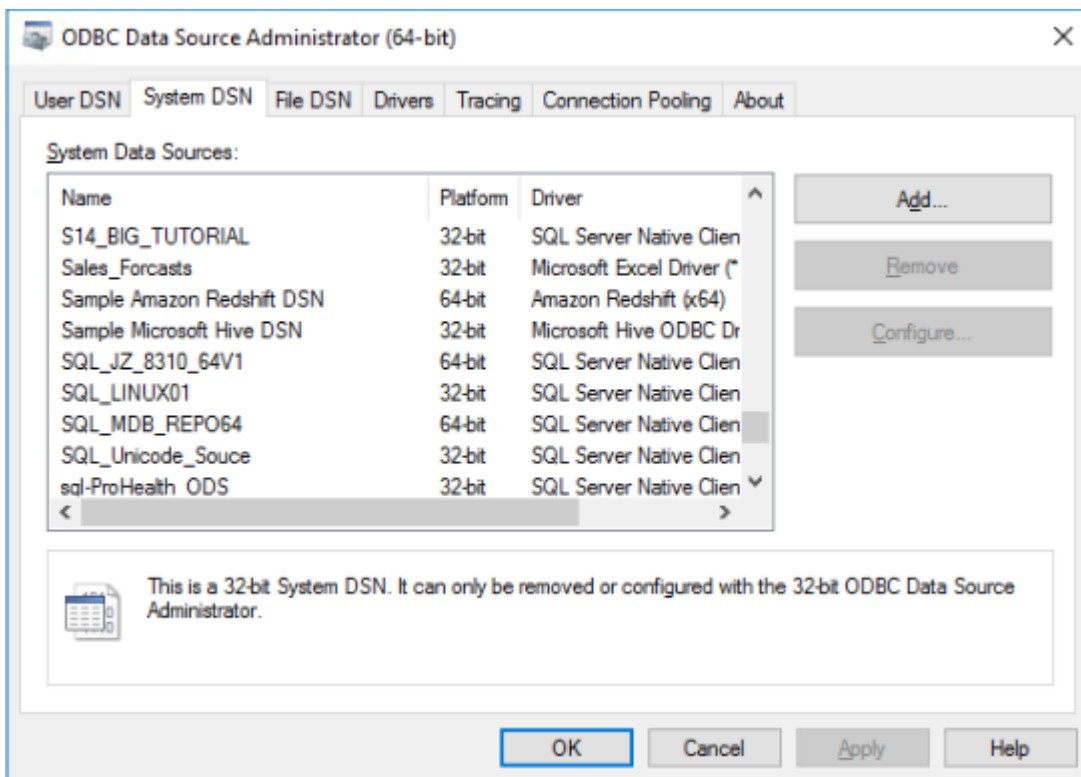 ODBC Data Source Administrator (64-bit)
User DSN System DSN File DSN Drivers Tracing Connection Pooling About
System Data Sources:
Name Platform Driver
S14_BIG_TUTORIAL 32-bit SQL Server Native Clien
Sales_Forcasts 32-bit Microsoft Excel Driver (*
Sample Amazon Redshift DSN 64-bit Amazon Redshift (x64)
Sample Microsoft Hive DSN 32-bit Microsoft Hive ODBC Dr
SQL_JZ_8310_64V1 64-bit SQL Server Native Clien
SQL_LINUX01 32-bit SQL Server Native Clien
SQL_MDB_REPO64 64-bit SQL Server Native Clien
SQL_Unicode_Souce 32-bit SQL Server Native Clien
sql-ProHealth_ODS 32-bit SQL Server Native Clien
Add...
Remove
Configure...
This is a 32-bit System DSN. It can only be removed or configured with the 32-bit ODBC Data Source
Administrator.
OK Cancel Apply Help